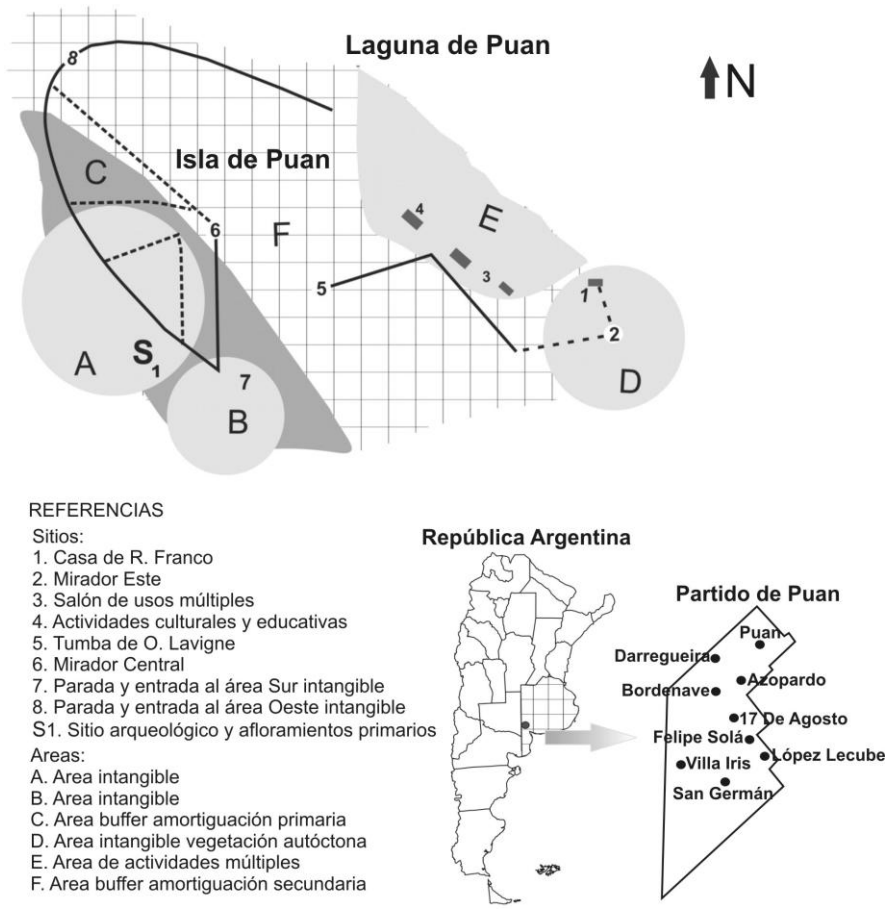 Laguna de Puan
N
8
Isla de Puan
C
4
E
6
F
3
5
1
2
A
S1
7
D
B
REFERENCIAS
Sitios:
1. Casa de R. Franco
2. Mirador Este
3. Salón de usos múltiples
4. Actividades culturales y educativas
5. Tumba de O. Lavigne
6. Mirador Central
7. Parada y entrada al área Sur intangible
8. Parada y entrada al área Oeste intangible
S1. Sitio arqueológico y afloramientos primarios
Areas:
A. Area intangible
B. Area intangible
C. Area buffer amortiguación primaria
D. Area intangible vegetación autóctona
E. Area de actividades múltiples
F. Area buffer amortiguación secundaria
República Argentina
Partido de Puan
Puan
Darregueira
Azopardo
Bordenave
17 De Agosto
Felipe Solá
López Lecube
Villa Iris
San Germán